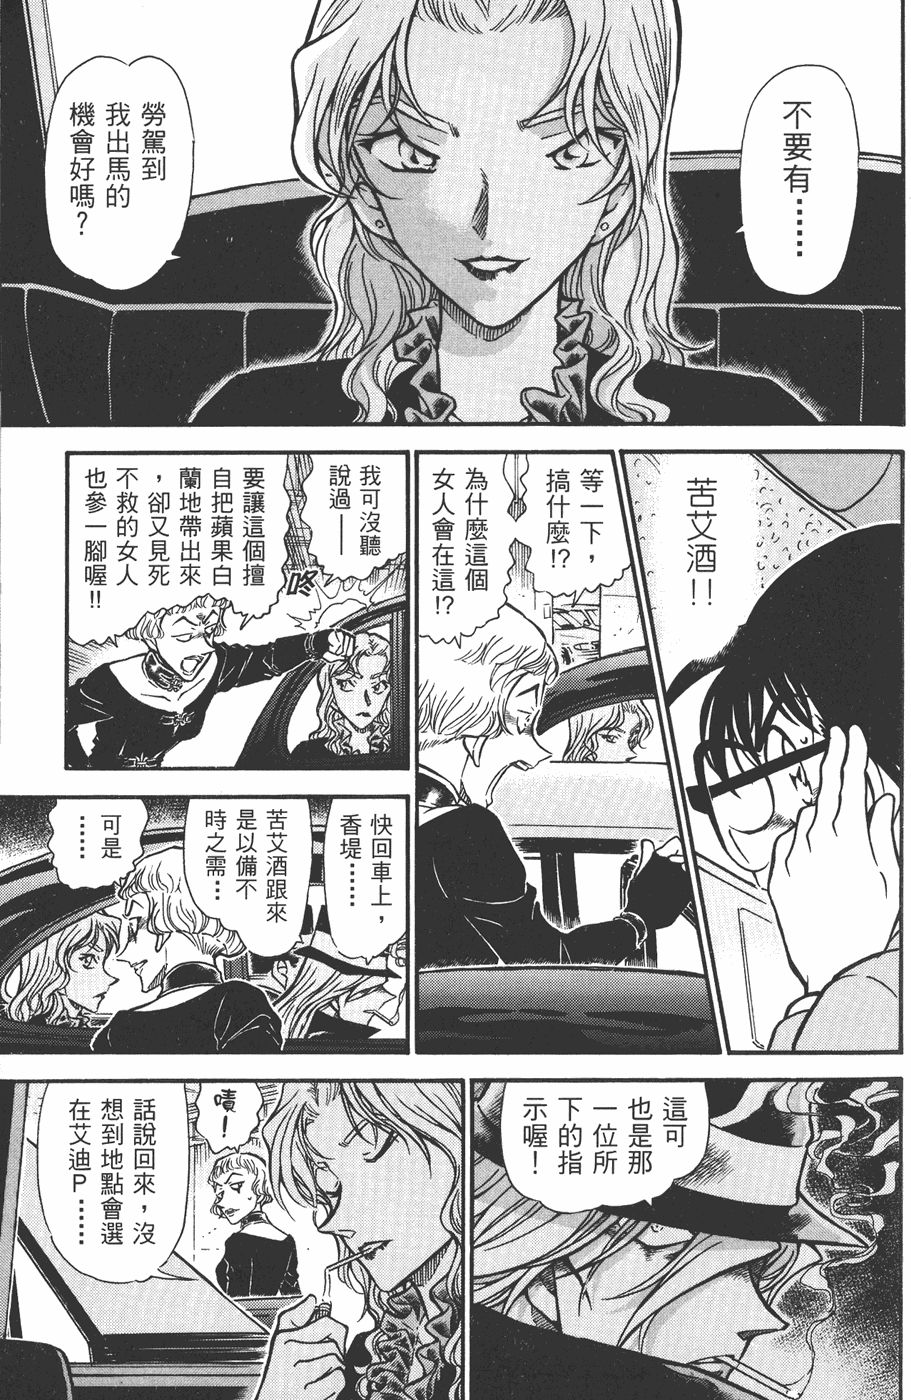 不要有⋯⋯
勞駕到
我出馬的
機會好嗎？
苦艾酒!!
等一下，
搞什麼!?
為什麼這個
女人會在這!?
我可沒聽
說過——
要讓這個擅
自把蘋果白
蘭地帶出來
，卻又見死
不救的女人
也參一腳喔!!
咚
快回車上，
香堤⋯⋯
苦艾酒跟來
是以備不
時之需⋯
可是
⋯⋯
這可
也是那
一位所
下的指
示喔！
嘖！
話說回來，沒
想到地點會選
在艾迪P⋯⋯